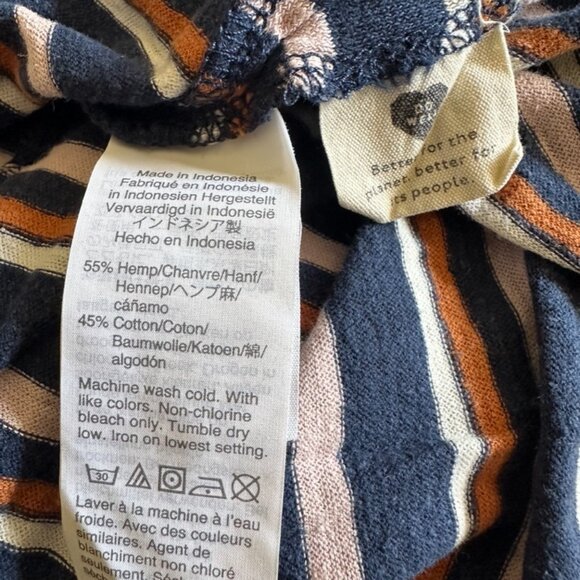 Made in Indonesia
Fabriqué en Indonésie
in Indonesien Hergestellt
Vervaardigd in Indonesië
インドネシア製
Hecho en Indonesia
55% Hemp/Chanvre/Hanf/
Hennep/ヘンプ麻/
cáñamo
45% Cotton/Coton/
Baumwolle/Katoen/綿/
algodón
Machine wash cold. With
like colors. Non-chlorine
bleach only. Tumble dry
low. Iron on lowest setting.
30
Laver à la machine à l'eau
froide. Avec des couleurs
similaires. Agent de
blanchiment non chloré
seulement.
Better for the
planet, better for
its people.